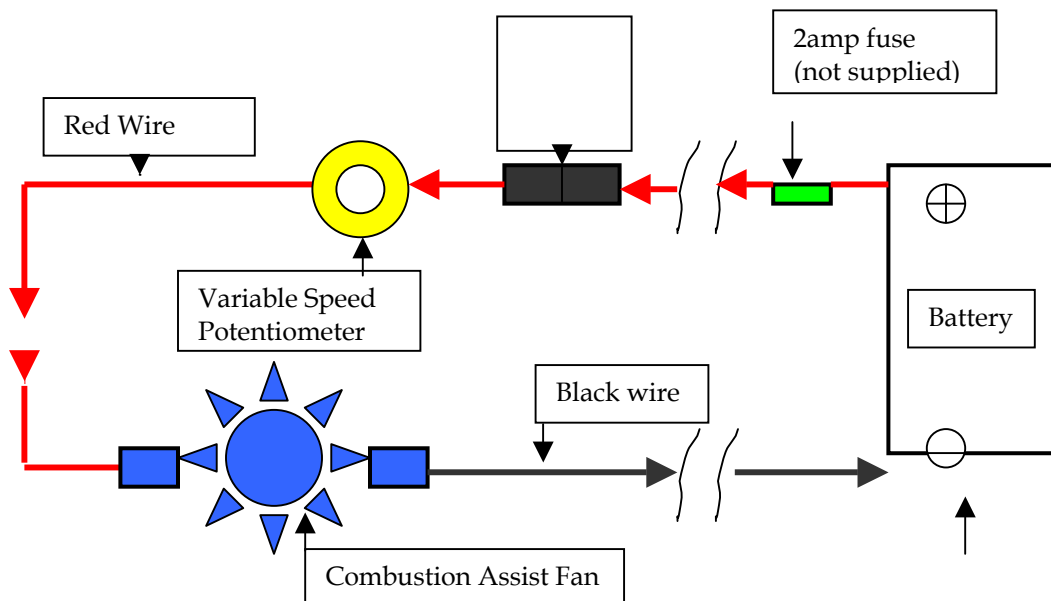 2amp fuse
(not supplied)
Red Wire
Variable Speed
Potentiometer
Battery
Black wire
Combustion Assist Fan